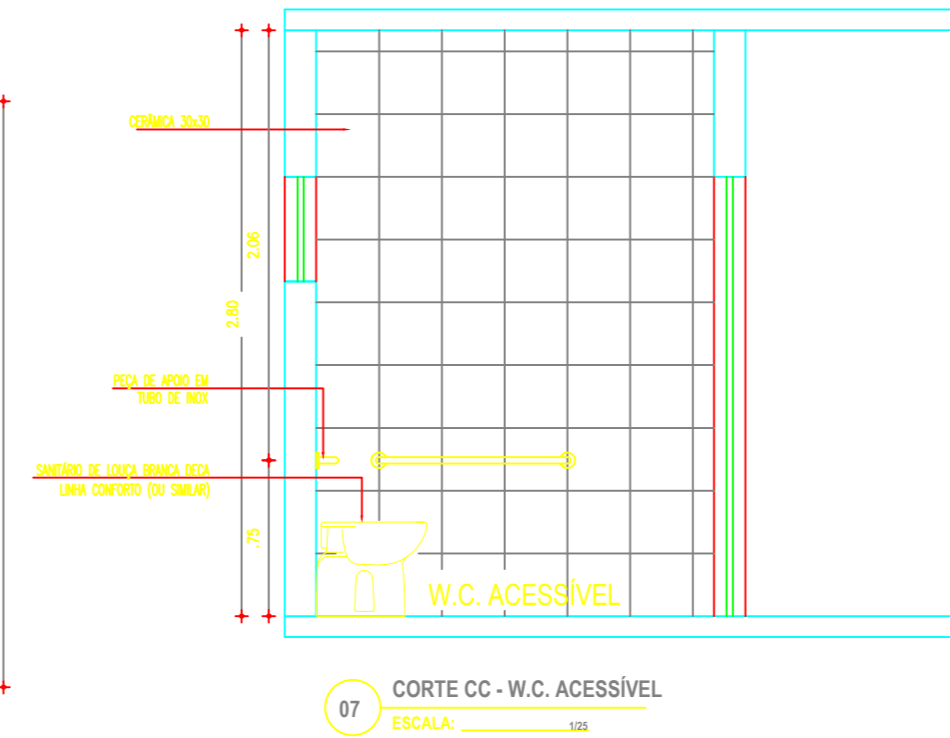 CERÂMICA 30x30
2.06
2.80
PEÇA DE APOIO EM
TUBO DE INOX
SANITÁRIO DE LOUÇA BRANCA DECA
LINHA CONFORTO (OU SIMILAR)
.75
W.C. ACESSÍVEL
07
CORTE CC - W.C. ACESSÍVEL
ESCALA: 1/25